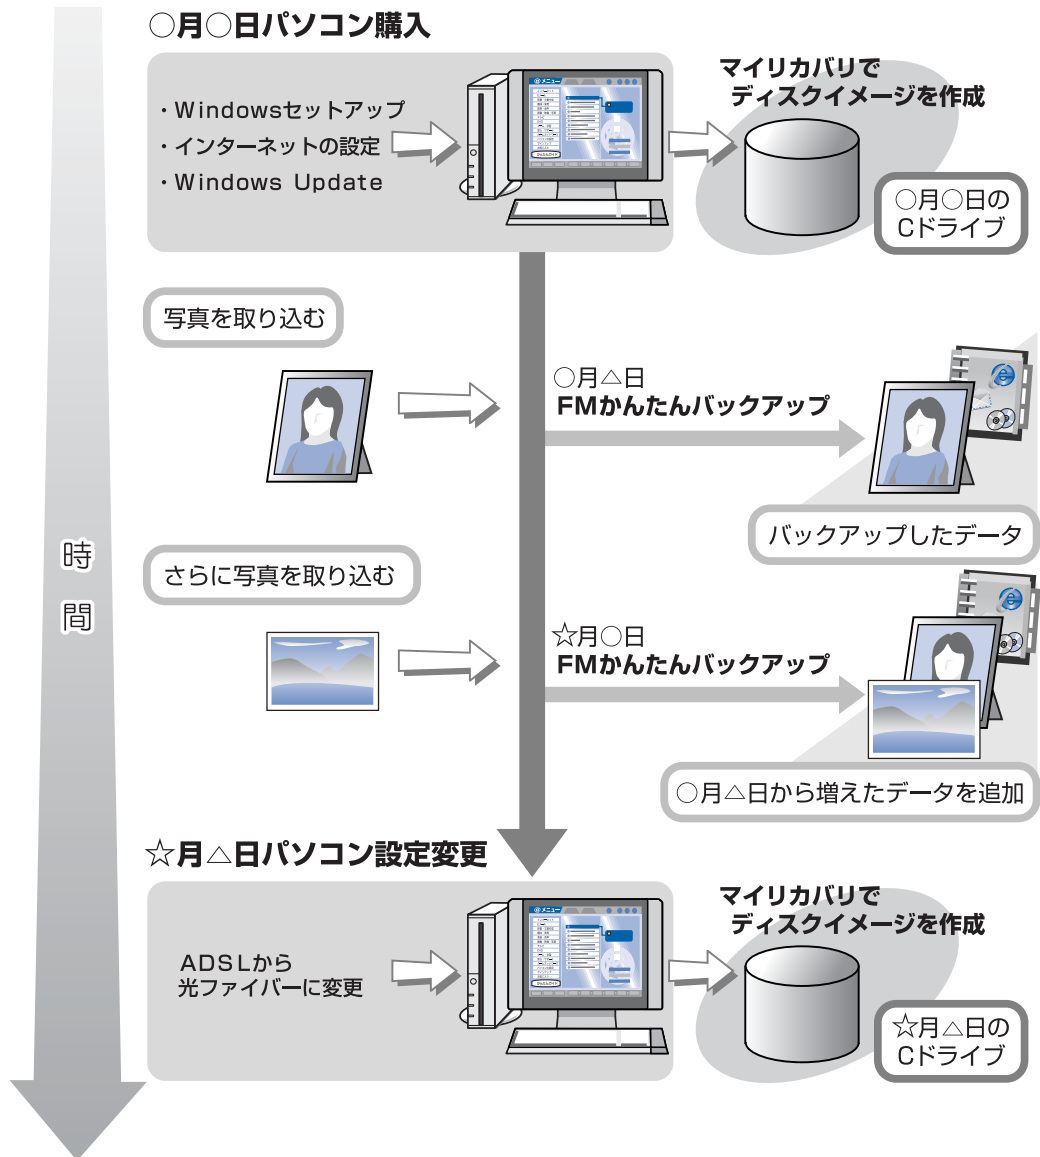 ○月○日パソコン購入
・Windowsセットアップ
・インターネットの設定
・Windows Update
マイリカバリで
ディスクイメージを作成
○月○日の
Cドライブ
写真を取り込む
○月△日
FMかんたんバックアップ
バックアップしたデータ
時
間
さらに写真を取り込む
☆月○日
FMかんたんバックアップ
○月△日から増えたデータを追加
☆月△日パソコン設定変更
ADSLから
光ファイバーに変更
マイリカバリで
ディスクイメージを作成
☆月△日の
Cドライブ